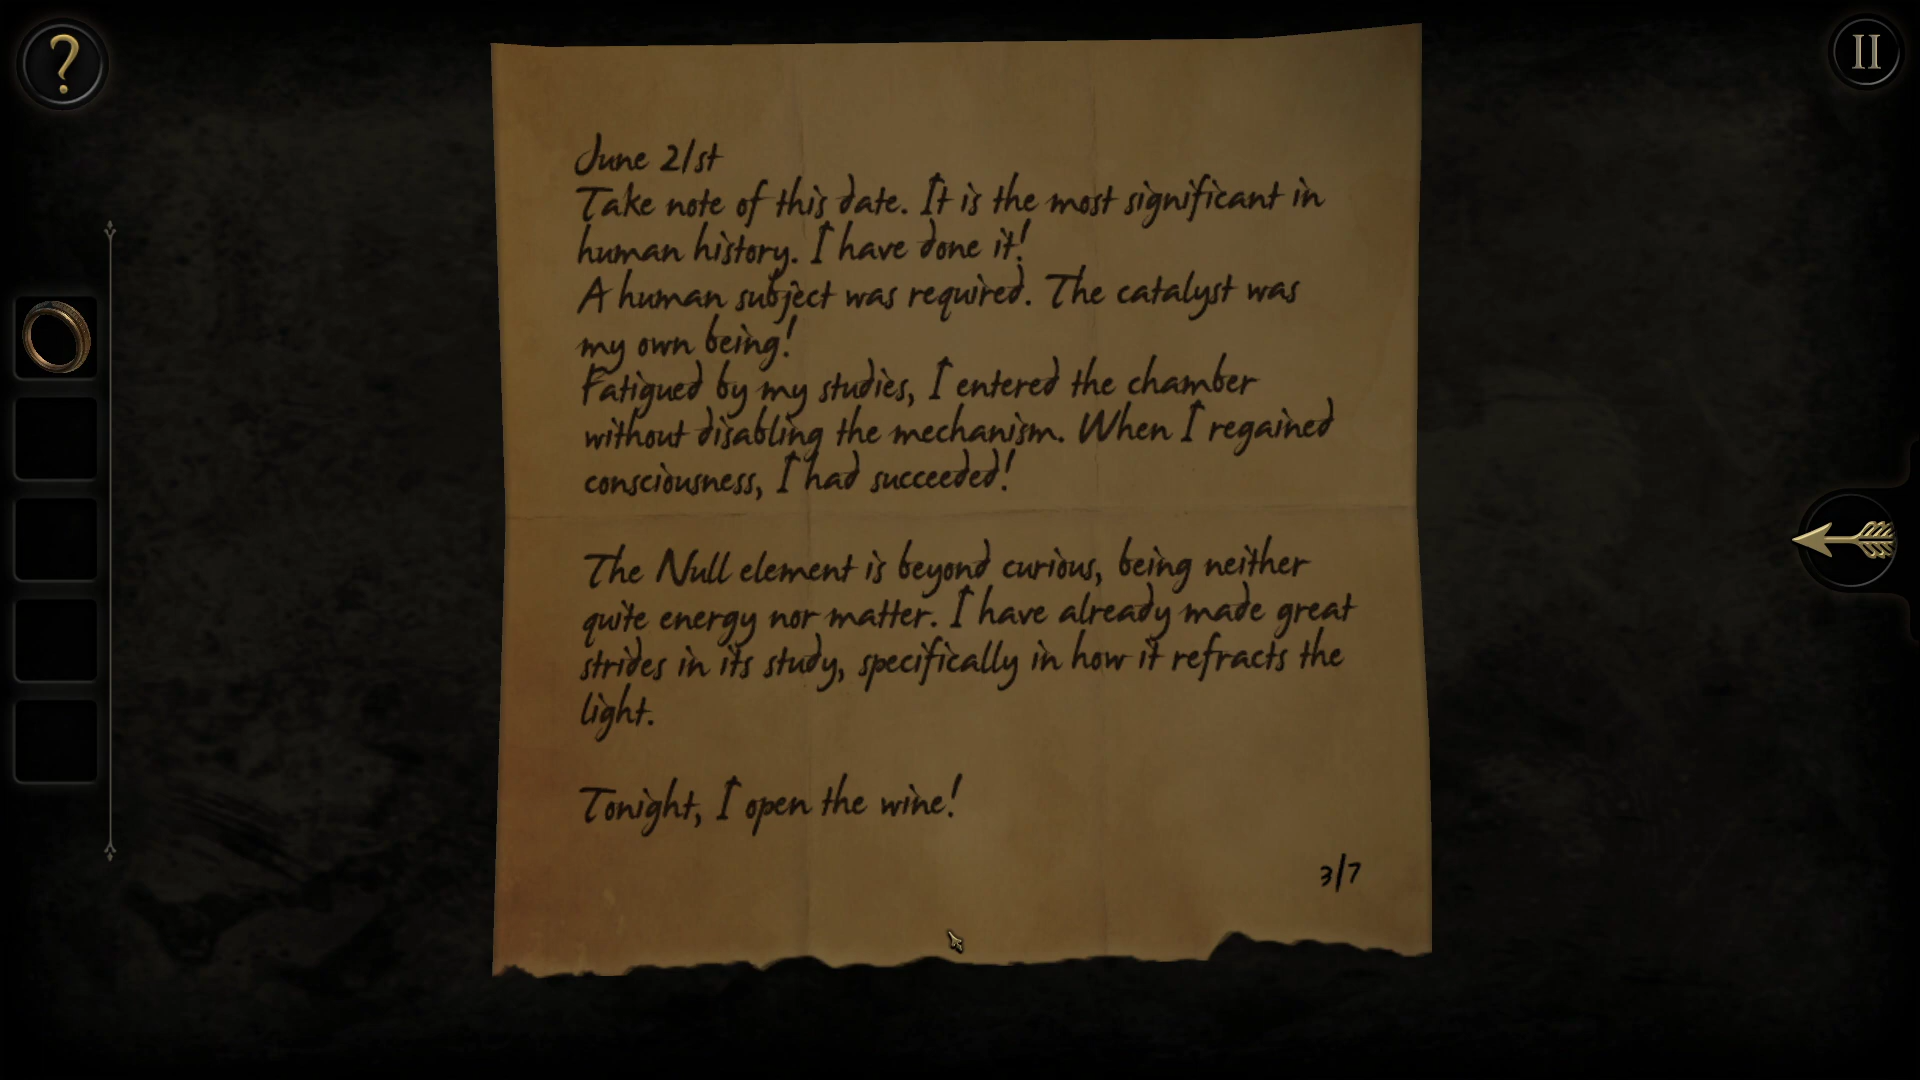 ?
June 21st
Take note of this date. It is the most significant in
human history. I have done it!
A human subject was required. The catalyst was
my own being!
Fatigued by my studies, I entered the chamber
without disabling the mechanism. When I regained
consciousness, I had succeeded!
The Null element is beyond curious, being neither
quite energy nor matter. I have already made great
strides in its study, specifically in how it refracts the
light.
Tonight, I open the wine!
3/7